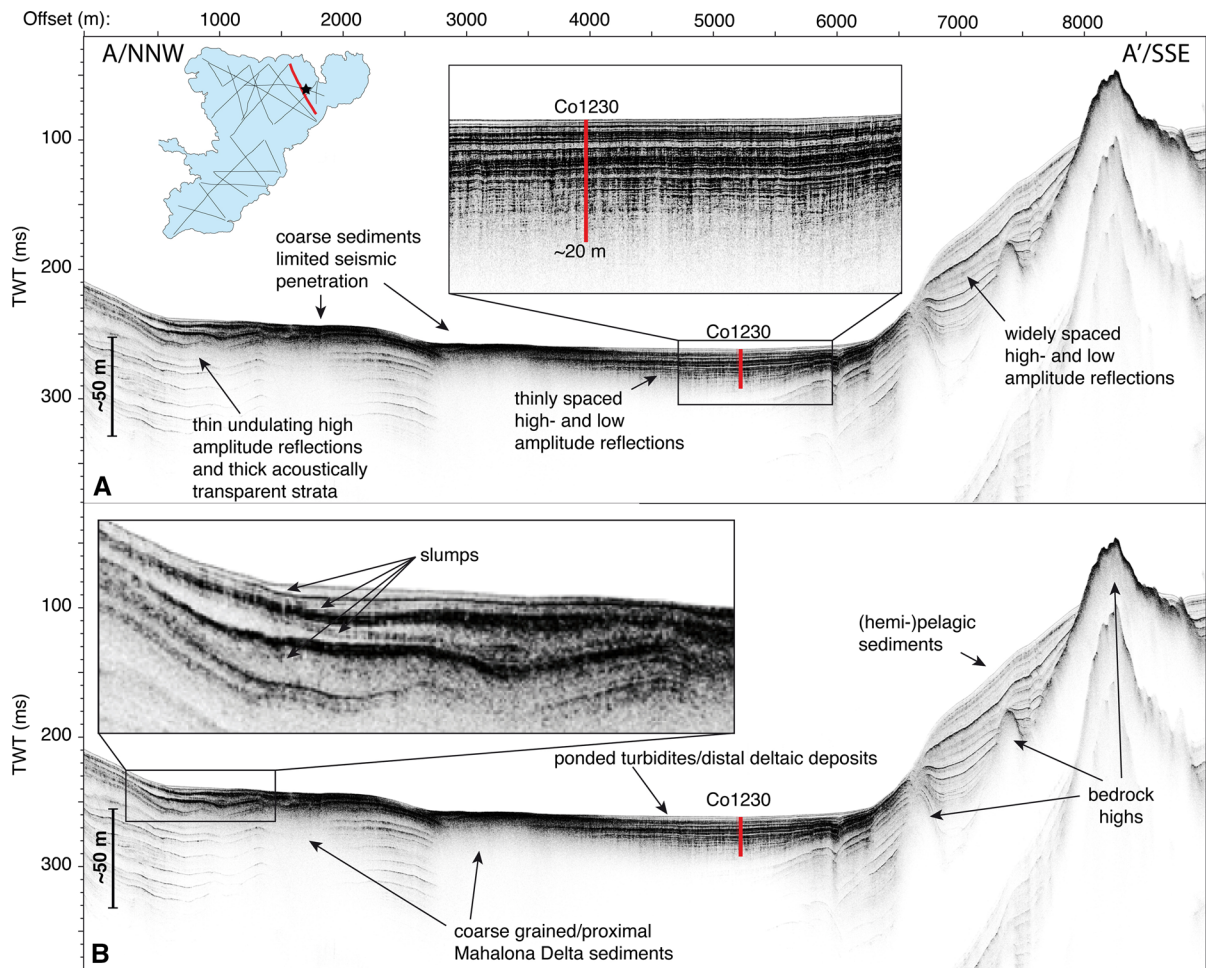 Offset (m): 1000 2000 3000 4000 5000 6000 7000 8000
A/NNW
A′/SSE
TWT (ms)
100
200
300
~50 m
Co1230
~20 m
coarse sediments
limited seismic
penetration
Co1230
thin undulating high
amplitude reflections
and thick acoustically
transparent strata
thinly spaced
high- and low
amplitude reflections
widely spaced
high- and low
amplitude reflections
A
TWT (ms)
100
200
300
~50 m
slumps
(hemi-)pelagic
sediments
ponded turbidites/distal deltaic deposits
Co1230
bedrock
highs
coarse grained/proximal
Mahalona Delta sediments
B